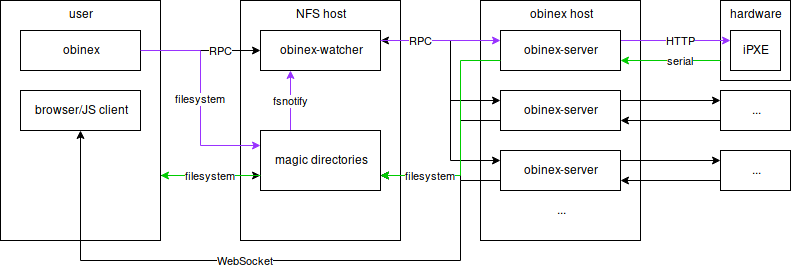 user
NFS host
obinex host
hardware
obinex
RPC
obinex-watcher
RPC
obinex-server
HTTP
iPXE
serial
filesystem
fsnotify
browser/JS client
obinex-server
...
magic directories
filesystem
filesystem
obinex-server
...
...
WebSocket